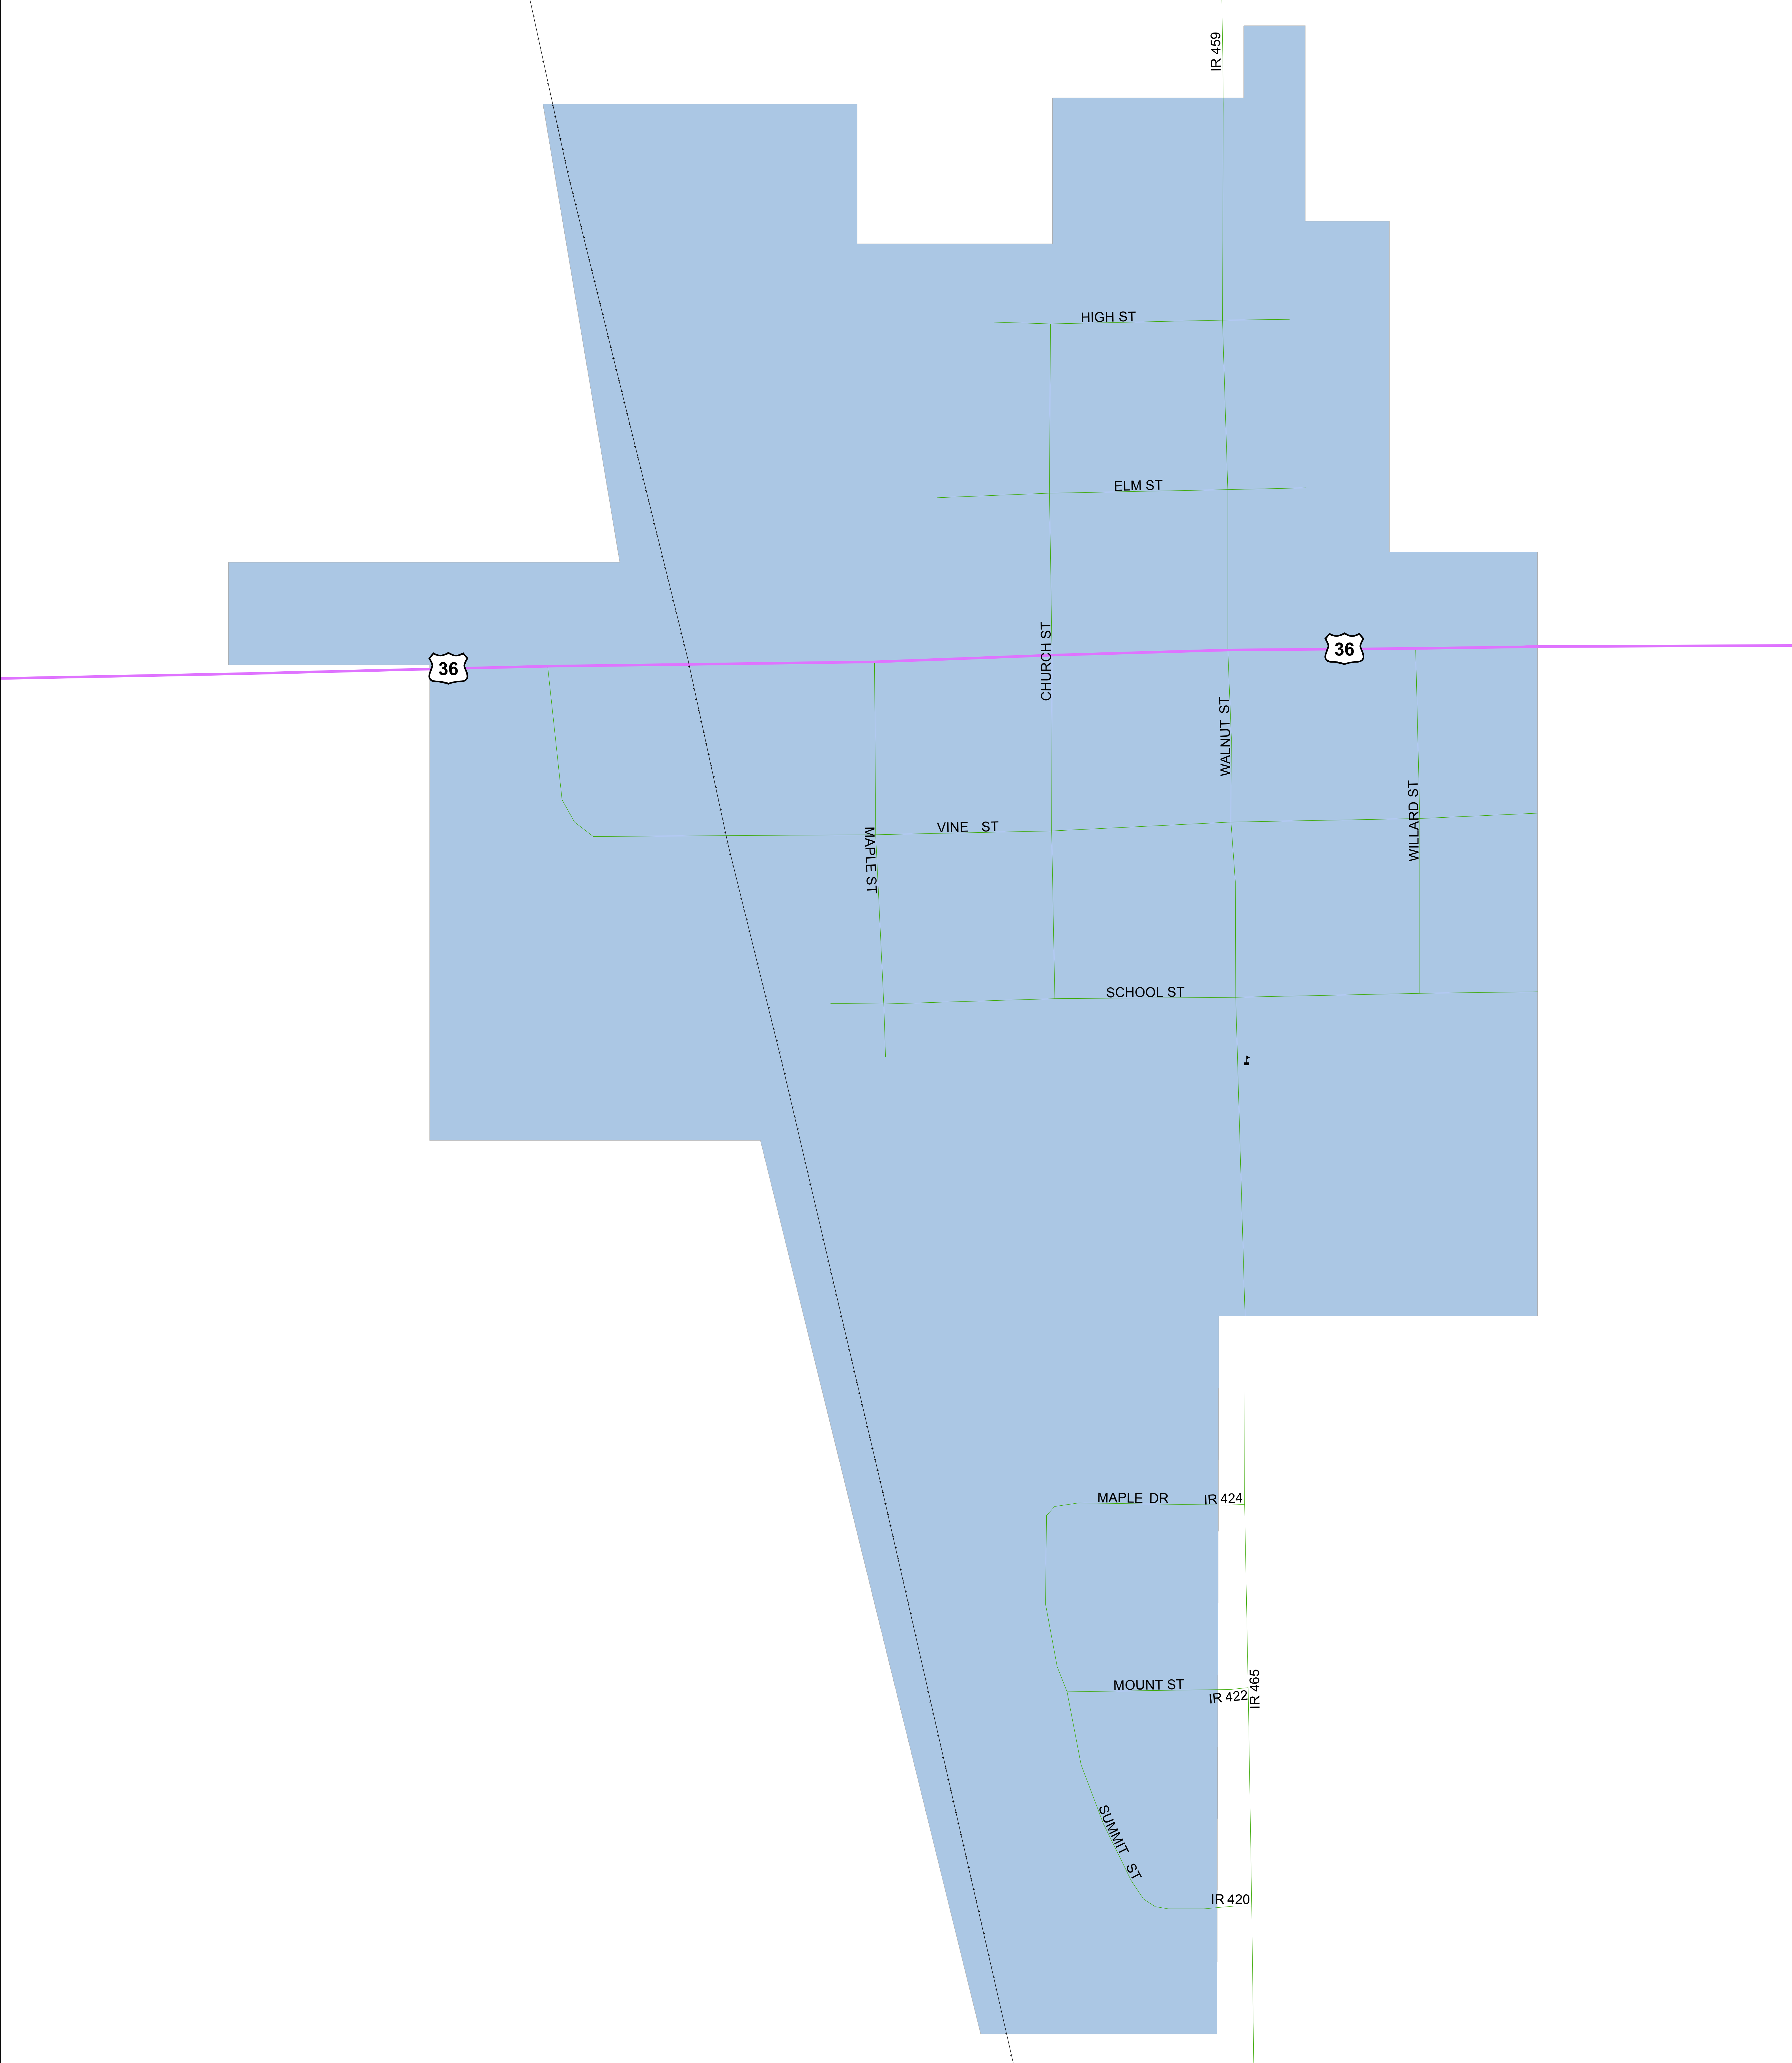 IR 459
HIGH ST
ELM ST
CHURCH ST
36
36
WALNUT ST
WILLARD ST
VINE ST
MAPLE ST
SCHOOL ST
MAPLE DR
IR 424
MOUNT ST
IR 422
IR 465
SUMMIT ST
IR 420